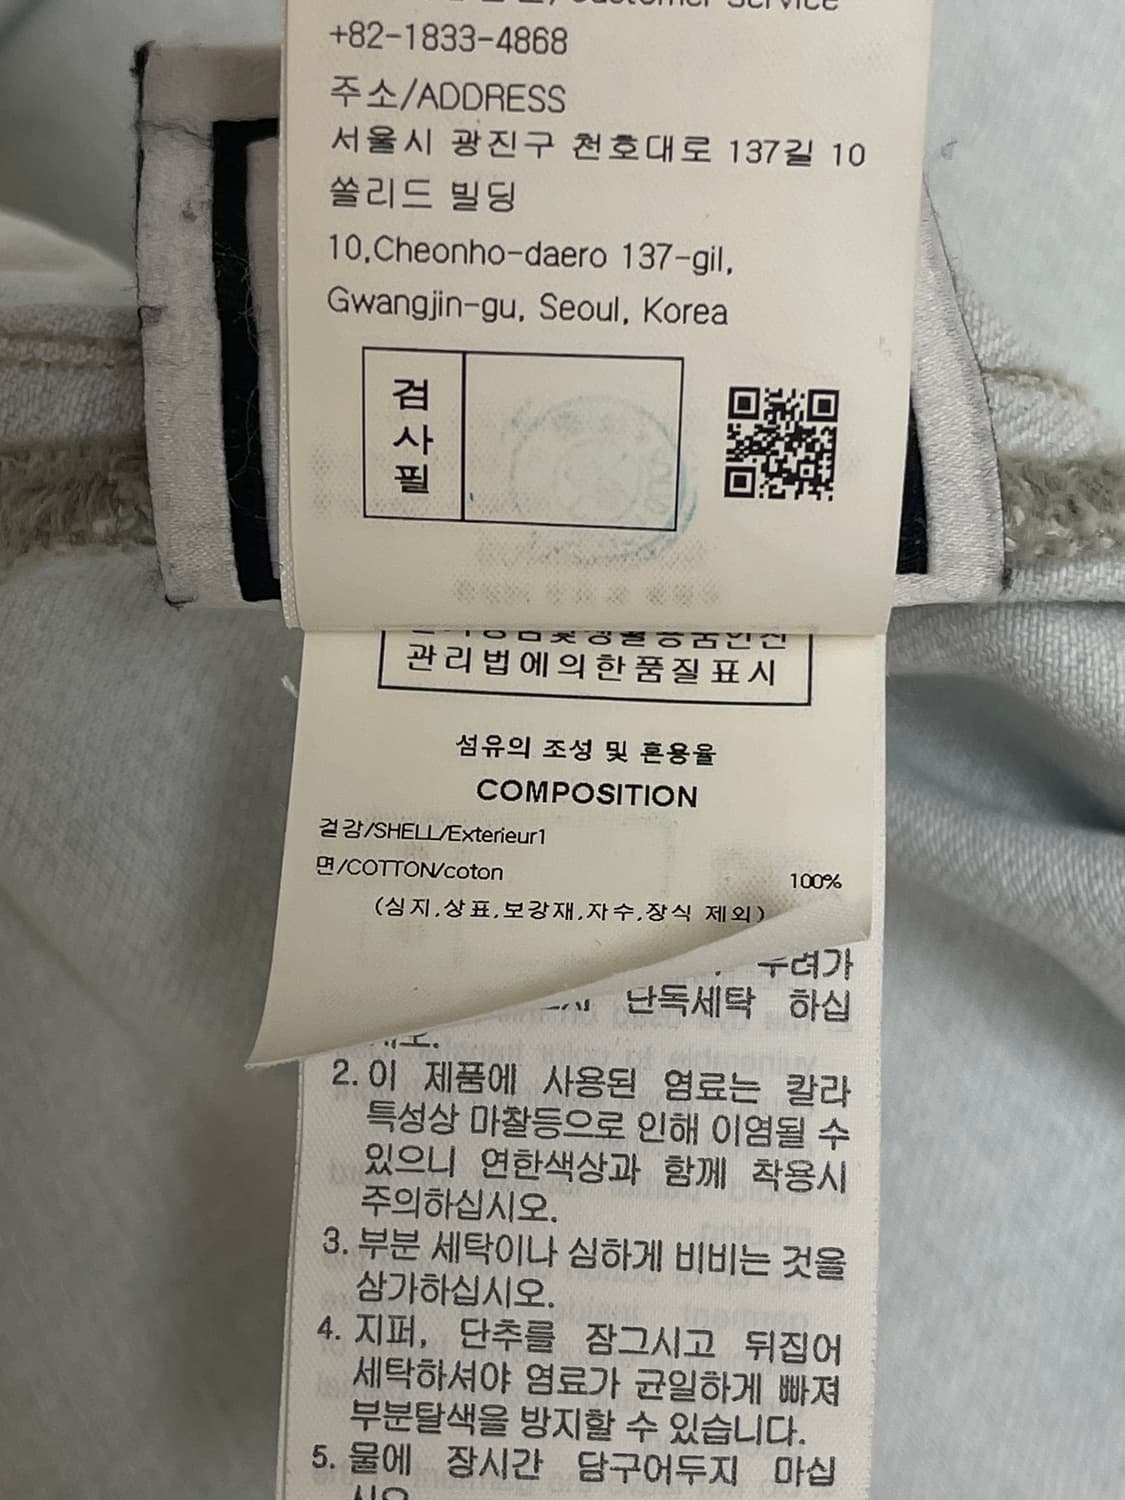 /Customer Service
+82-1833-4868
주소/ADDRESS
서울시 광진구 천호대로 137길 10
쏠리드 빌딩
10,Cheonho-daero 137-gil,
Gwangjin-gu, Seoul, Korea
검
사
필
관리법에의한품질표시
섬유의 조성 및 혼용율
COMPOSITION
겉감/SHELL/Exterieur1
면/COTTON/coton 100%
(심지,상표,보강재,자수,장식 제외)
우려가
단독세탁 하십
시오.
2. 이 제품에 사용된 염료는 칼라
특성상 마찰등으로 인해 이염될 수
있으니 연한색상과 함께 착용시
주의하십시오.
3. 부분 세탁이나 심하게 비비는 것을
삼가하십시오.
4. 지퍼, 단추를 잠그시고 뒤집어
세탁하셔야 염료가 균일하게 빠져
부분탈색을 방지할 수 있습니다.
5. 물에 장시간 담구어두지 마십
시오